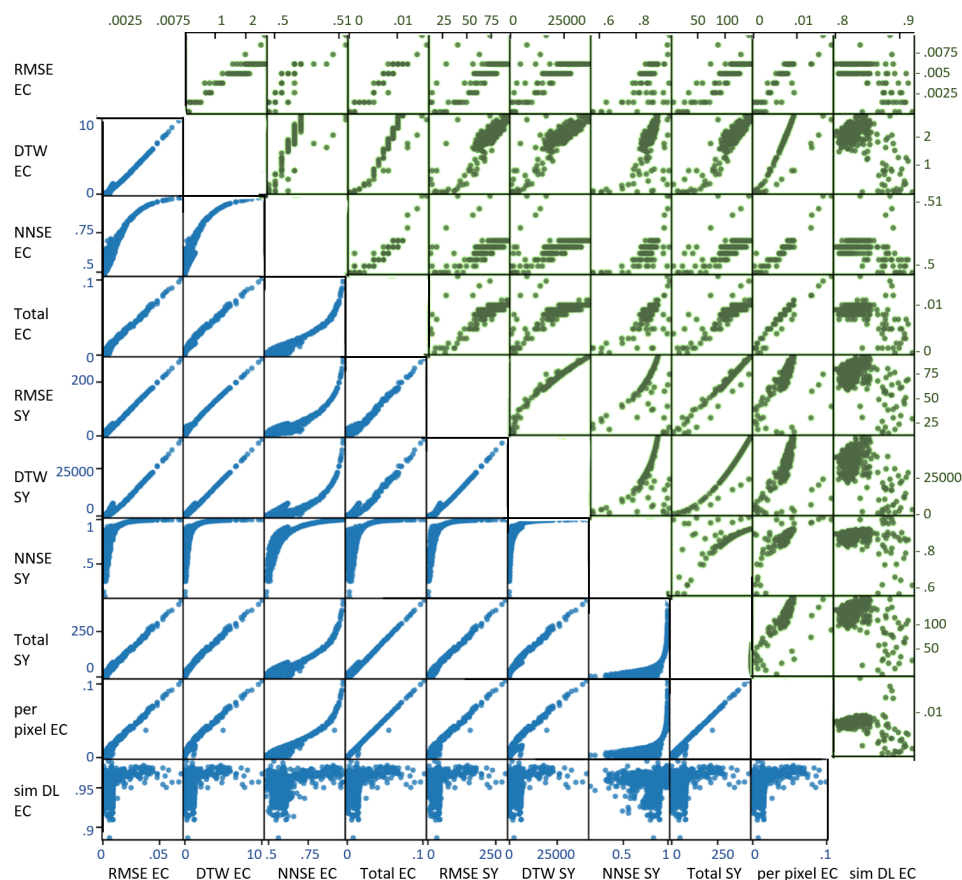 .0025 .0075 1 2 .5 .51 0 .01 25 50 75 0 25000 .6 .8 50 100 0 .01 .8 .9
RMSE
EC
.0075
.005
.0025
10
0
DTW
EC
2
1
.75
.5
NNSE
EC
.51
.5
.1
0
Total
EC
.01
0
200
0
RMSE
SY
75
50
25
25000
0
DTW
SY
25000
0
1
.5
NNSE
SY
.8
.6
250
0
Total
SY
100
50
.1
0
per
pixel EC
.01
.95
.9
sim DL
EC
0 .05 0 10 .5 .75 0 .1 0 250 0 25000 0.5 1 0 250 0 .1
RMSE EC DTW EC NNSE EC Total EC RMSE SY DTW SY NNSE SY Total SY per pixel EC sim DL EC